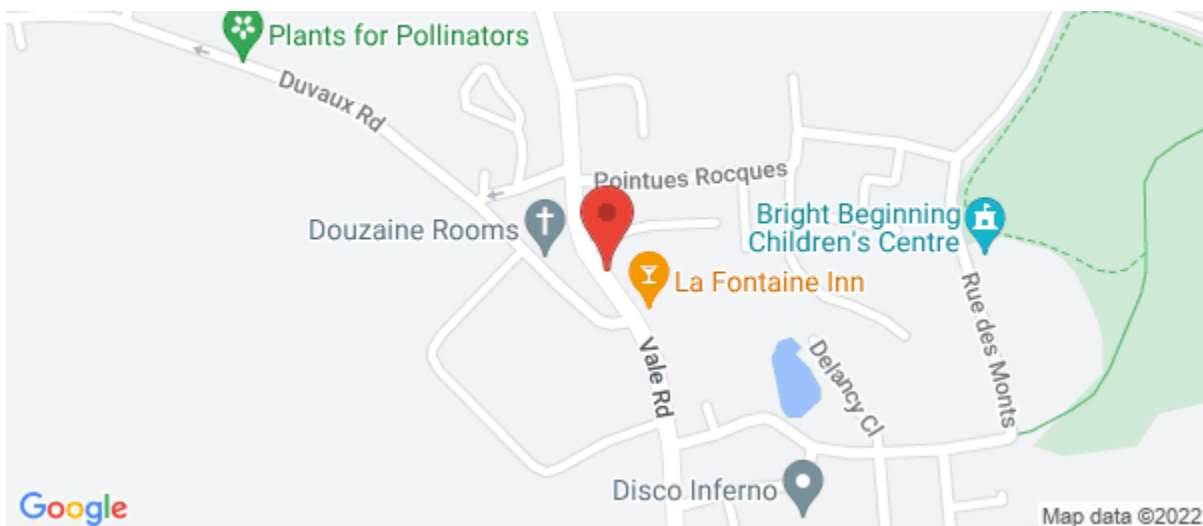 Plants for Pollinators
Duvaux Rd
Pointues Rocques
Douzaine Rooms
Bright Beginning
Children's Centre
La Fontaine Inn
Rue des Monts
Vale Rd
Delancy Cl
Disco Inferno
Google
Map data ©2022